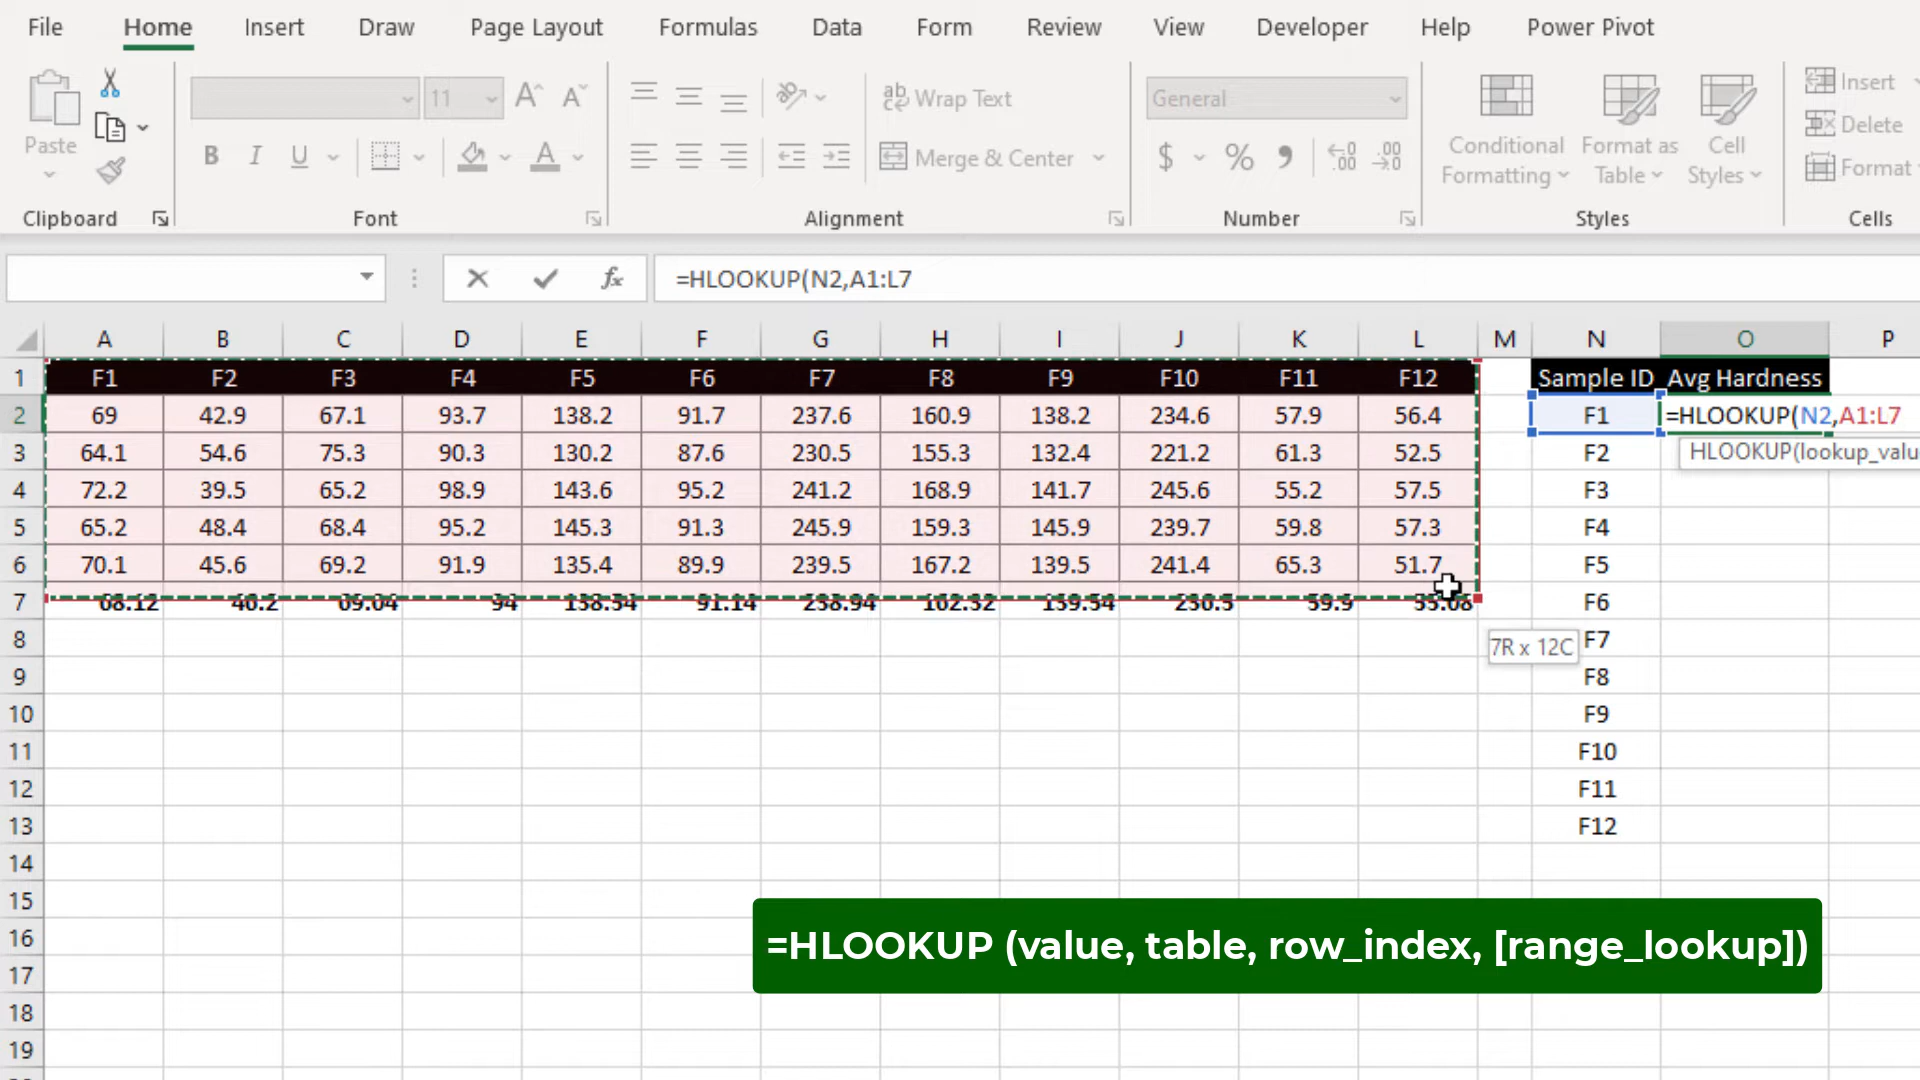 File Home Insert Draw Page Layout Formulas Data Form Review View Developer Help Power Pivot
11 Wrap Text General Insert
Delete
Paste B I U Merge & Center $ % Conditional Formatting Format as Table Cell Styles Format
Clipboard Font Alignment Number Styles Cells
fx =HLOOKUP(N2,A1:L7
A B C D E F G H I J K L M N O P
1 F1 F2 F3 F4 F5 F6 F7 F8 F9 F10 F11 F12 Sample ID Avg Hardness
2 69 42.9 67.1 93.7 138.2 91.7 237.6 160.9 138.2 234.6 57.9 56.4 F1 =HLOOKUP(N2,A1:L7
3 64.1 54.6 75.3 90.3 130.2 87.6 230.5 155.3 132.4 221.2 61.3 52.5 F2 HLOOKUP(lookup_valu
4 72.2 39.5 65.2 98.9 143.6 95.2 241.2 168.9 141.7 245.6 55.2 57.5 F3
5 65.2 48.4 68.4 95.2 145.3 91.3 245.9 159.3 145.9 239.7 59.8 57.3 F4
6 70.1 45.6 69.2 91.9 135.4 89.9 239.5 167.2 139.5 241.4 65.3 51.7 F5
7 68.12 46.2 69.04 94 138.54 91.14 238.94 162.32 59.9 F6
8 7R x 12C F7
9 F8
10 F9
11 F10
12 F11
13 F12
14
15
16 =HLOOKUP (value, table, row_index, [range_lookup])
17
18
19